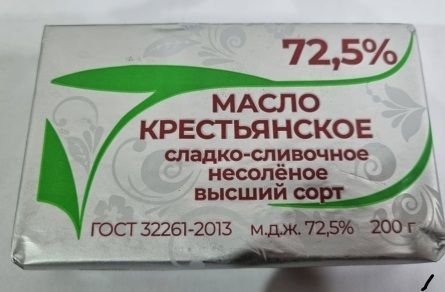 72,5%
МАСЛО
КРЕСТЬЯНСКОЕ
сладко-сливочное
несолёное
высший сорт
ГОСТ 32261-2013 м.д.ж. 72,5% 200 г